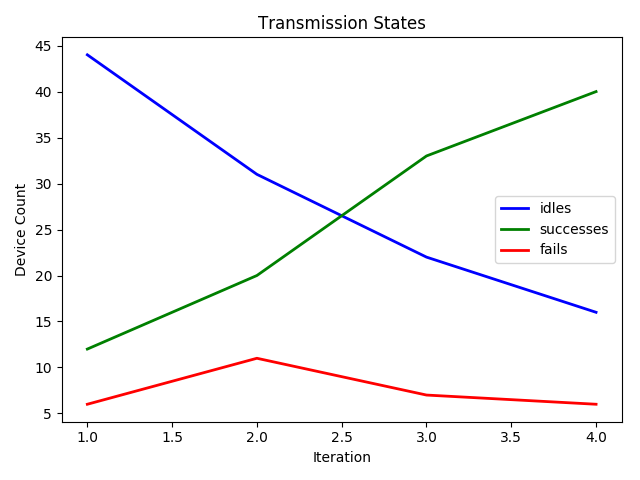 Transmission States
45
40
35
30
25
20
15
10
5
Device Count
idles
successes
fails
1.0 1.5 2.0 2.5 3.0 3.5 4.0
Iteration